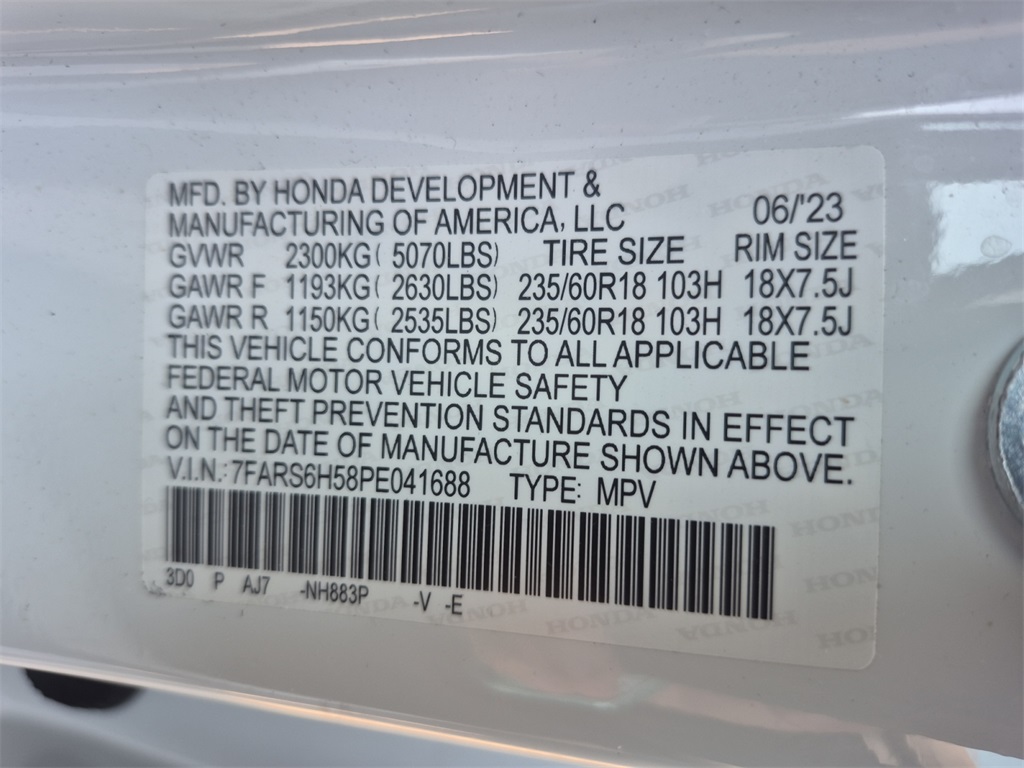 MFD. BY HONDA DEVELOPMENT &
MANUFACTURING OF AMERICA, LLC 06/'23
GVWR 2300KG( 5070LBS) TIRE SIZE RIM SIZE
GAWR F 1193KG( 2630LBS) 235/60R18 103H 18X7.5J
GAWR R 1150KG( 2535LBS) 235/60R18 103H 18X7.5J
THIS VEHICLE CONFORMS TO ALL APPLICABLE
FEDERAL MOTOR VEHICLE SAFETY
AND THEFT PREVENTION STANDARDS IN EFFECT
ON THE DATE OF MANUFACTURE SHOWN ABOVE.
V.I.N.: 7FARS6H58PE041688 TYPE: MPV
3D0 P AJ7 -NH883P -V -E